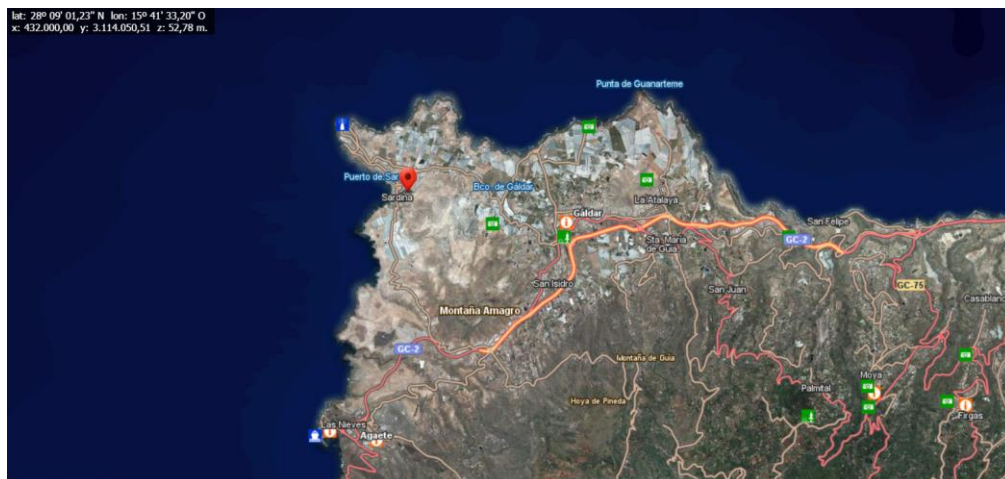 lat: 28º 09' 01,23" N lon: 15º 41' 33,20" O
x: 432.000,00 y: 3.114.050,51 z: 52,78 m.
Punta de Guanarteme
Puerto de Sar
Sardina
Bco. de Gáldar
La Atalaya
Gáldar
San Felipe
Sta. María
de Guía
GC-2
San Isidro
San Juan
GC-75
Casablanc
Montaña Amagro
GC-2
Montaña de Guía
Moya
Palmital
Hoya de Pineda
Firgas
Las Nieves
Agaete